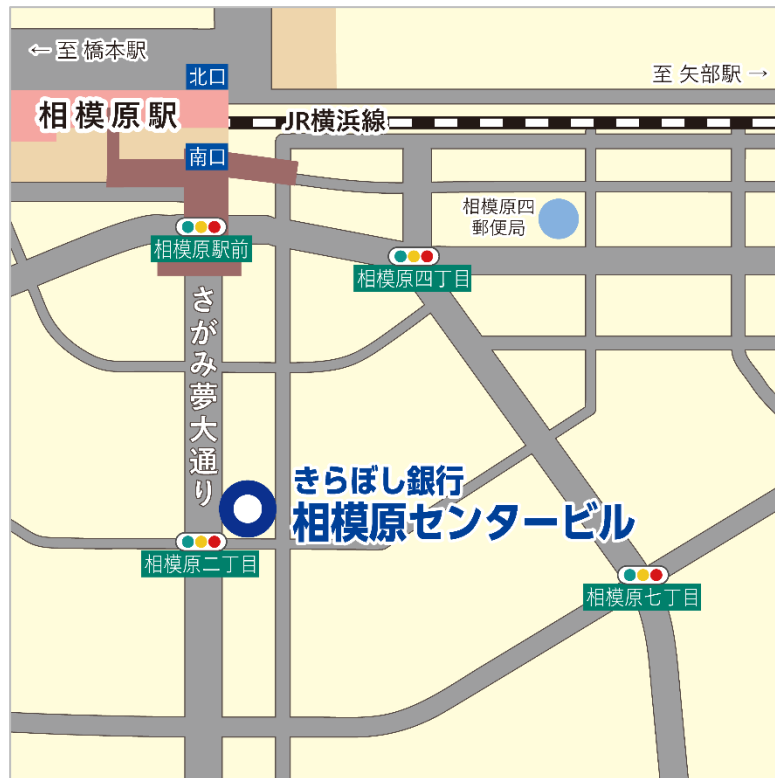 ← 至 橋本駅
北口
至 矢部駅 →
相模原駅
JR横浜線
南口
相模原四
郵便局
相模原駅前
相模原四丁目
さがみ夢大通り
きらぼし銀行
相模原センタービル
相模原二丁目
相模原七丁目